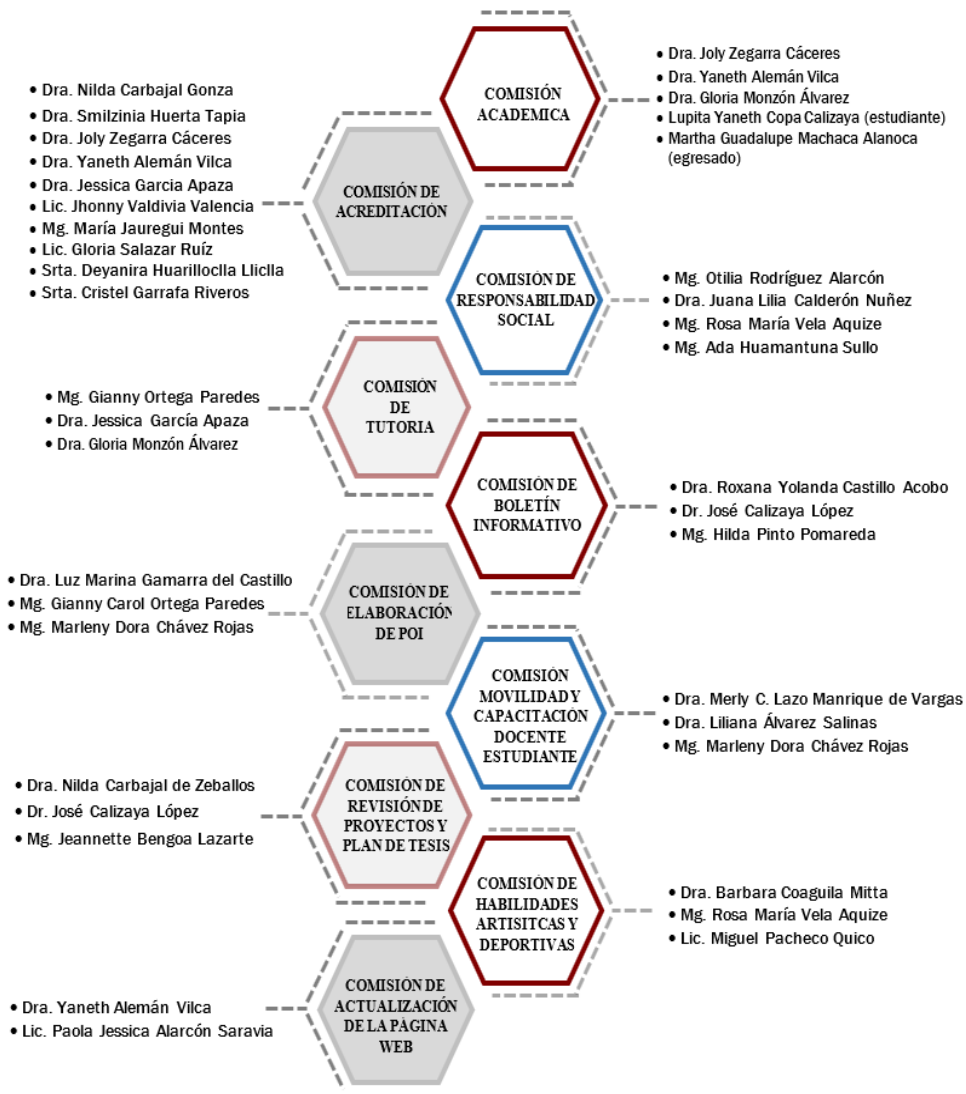 COMISIÓN
ACADEMICA
• Dra. Joly Zegarra Cáceres
• Dra. Yaneth Alemán Vilca
• Dra. Gloria Monzón Álvarez
• Lupita Yaneth Copa Calizaya (estudiante)
• Martha Guadalupe Machaca Alanoca
(egresado)
• Dra. Nilda Carbajal Gonza
• Dra. Smilzinia Huerta Tapia
• Dra. Joly Zegarra Cáceres
• Dra. Yaneth Alemán Vilca
• Dra. Jessica Garcia Apaza
• Lic. Jhonny Valdivia Valencia
• Mg. María Jauregui Montes
• Lic. Gloria Salazar Ruíz
• Srta. Deyanira Huarilloclla Lliclla
• Srta. Cristel Garrafa Riveros
COMISIÓN DE
ACREDITACIÓN
COMISIÓN DE
RESPONSABILIDAD
SOCIAL
• Mg. Otilia Rodríguez Alarcón
• Dra. Juana Lilia Calderón Nuñez
• Mg. Rosa María Vela Aquize
• Mg. Ada Huamantuna Sullo
• Mg. Gianny Ortega Paredes
• Dra. Jessica García Apaza
• Dra. Gloria Monzón Álvarez
COMISIÓN
DE
TUTORIA
COMISIÓN DE
BOLETÍN
INFORMATIVO
• Dra. Roxana Yolanda Castillo Acobo
• Dr. José Calizaya López
• Mg. Hilda Pinto Pomareda
• Dra. Luz Marina Gamarra del Castillo
• Mg. Gianny Carol Ortega Paredes
• Mg. Marleny Dora Chávez Rojas
COMISIÓN DE
ELABORACIÓN
DE POI
COMISIÓN
MOVILIDAD Y
CAPACITACIÓN
DOCENTE
ESTUDIANTE
• Dra. Merly C. Lazo Manrique de Vargas
• Dra. Liliana Álvarez Salinas
• Mg. Marleny Dora Chávez Rojas
• Dra. Nilda Carbajal de Zeballos
• Dr. José Calizaya López
• Mg. Jeannette Bengoa Lazarte
COMISIÓN DE
REVISIÓN DE
PROYECTOS Y
PLAN DE TESIS
COMISIÓN DE
HABILIDADES
ARTISITCAS Y
DEPORTIVAS
• Dra. Barbara Coaguila Mitta
• Mg. Rosa María Vela Aquize
• Lic. Miguel Pacheco Quico
• Dra. Yaneth Alemán Vilca
• Lic. Paola Jessica Alarcón Saravia
COMISIÓN DE
ACTUALIZACIÓN
DE LA PÁGINA
WEB